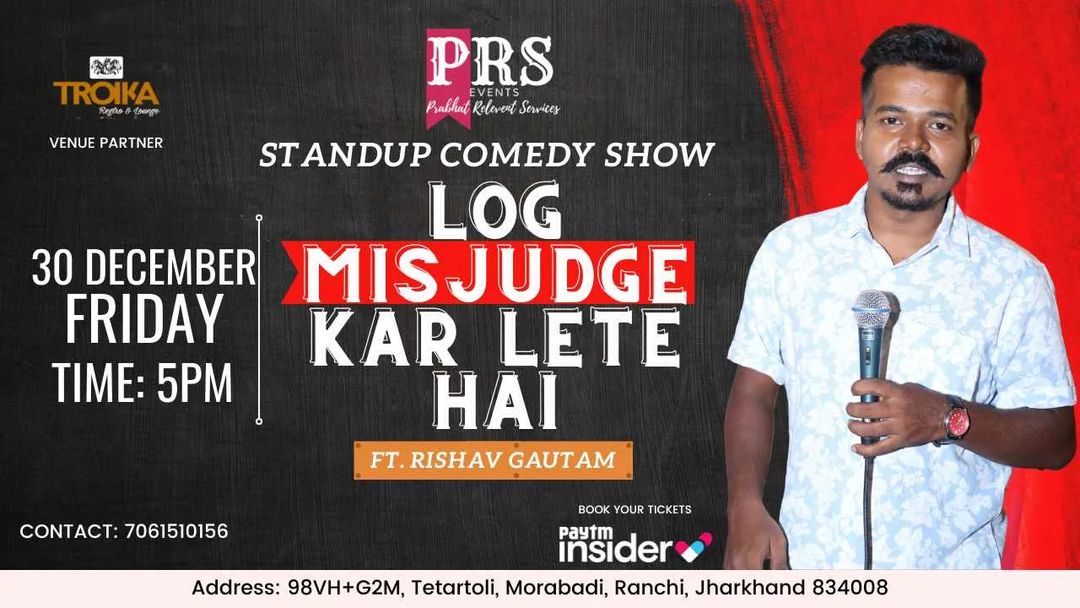 TROIKA
Restro & Lounge
VENUE PARTNER
PRS
EVENTS
Prabhat Relevent Services
STANDUP COMEDY SHOW
LOG
MISJUDGE
KAR LETE
HAI
FT. RISHAV GAUTAM
30 DECEMBER
FRIDAY
TIME: 5PM
CONTACT: 7061510156
BOOK YOUR TICKETS
paytm
insider
Address: 98VH+G2M, Tetartoli, Morabadi, Ranchi, Jharkhand 834008